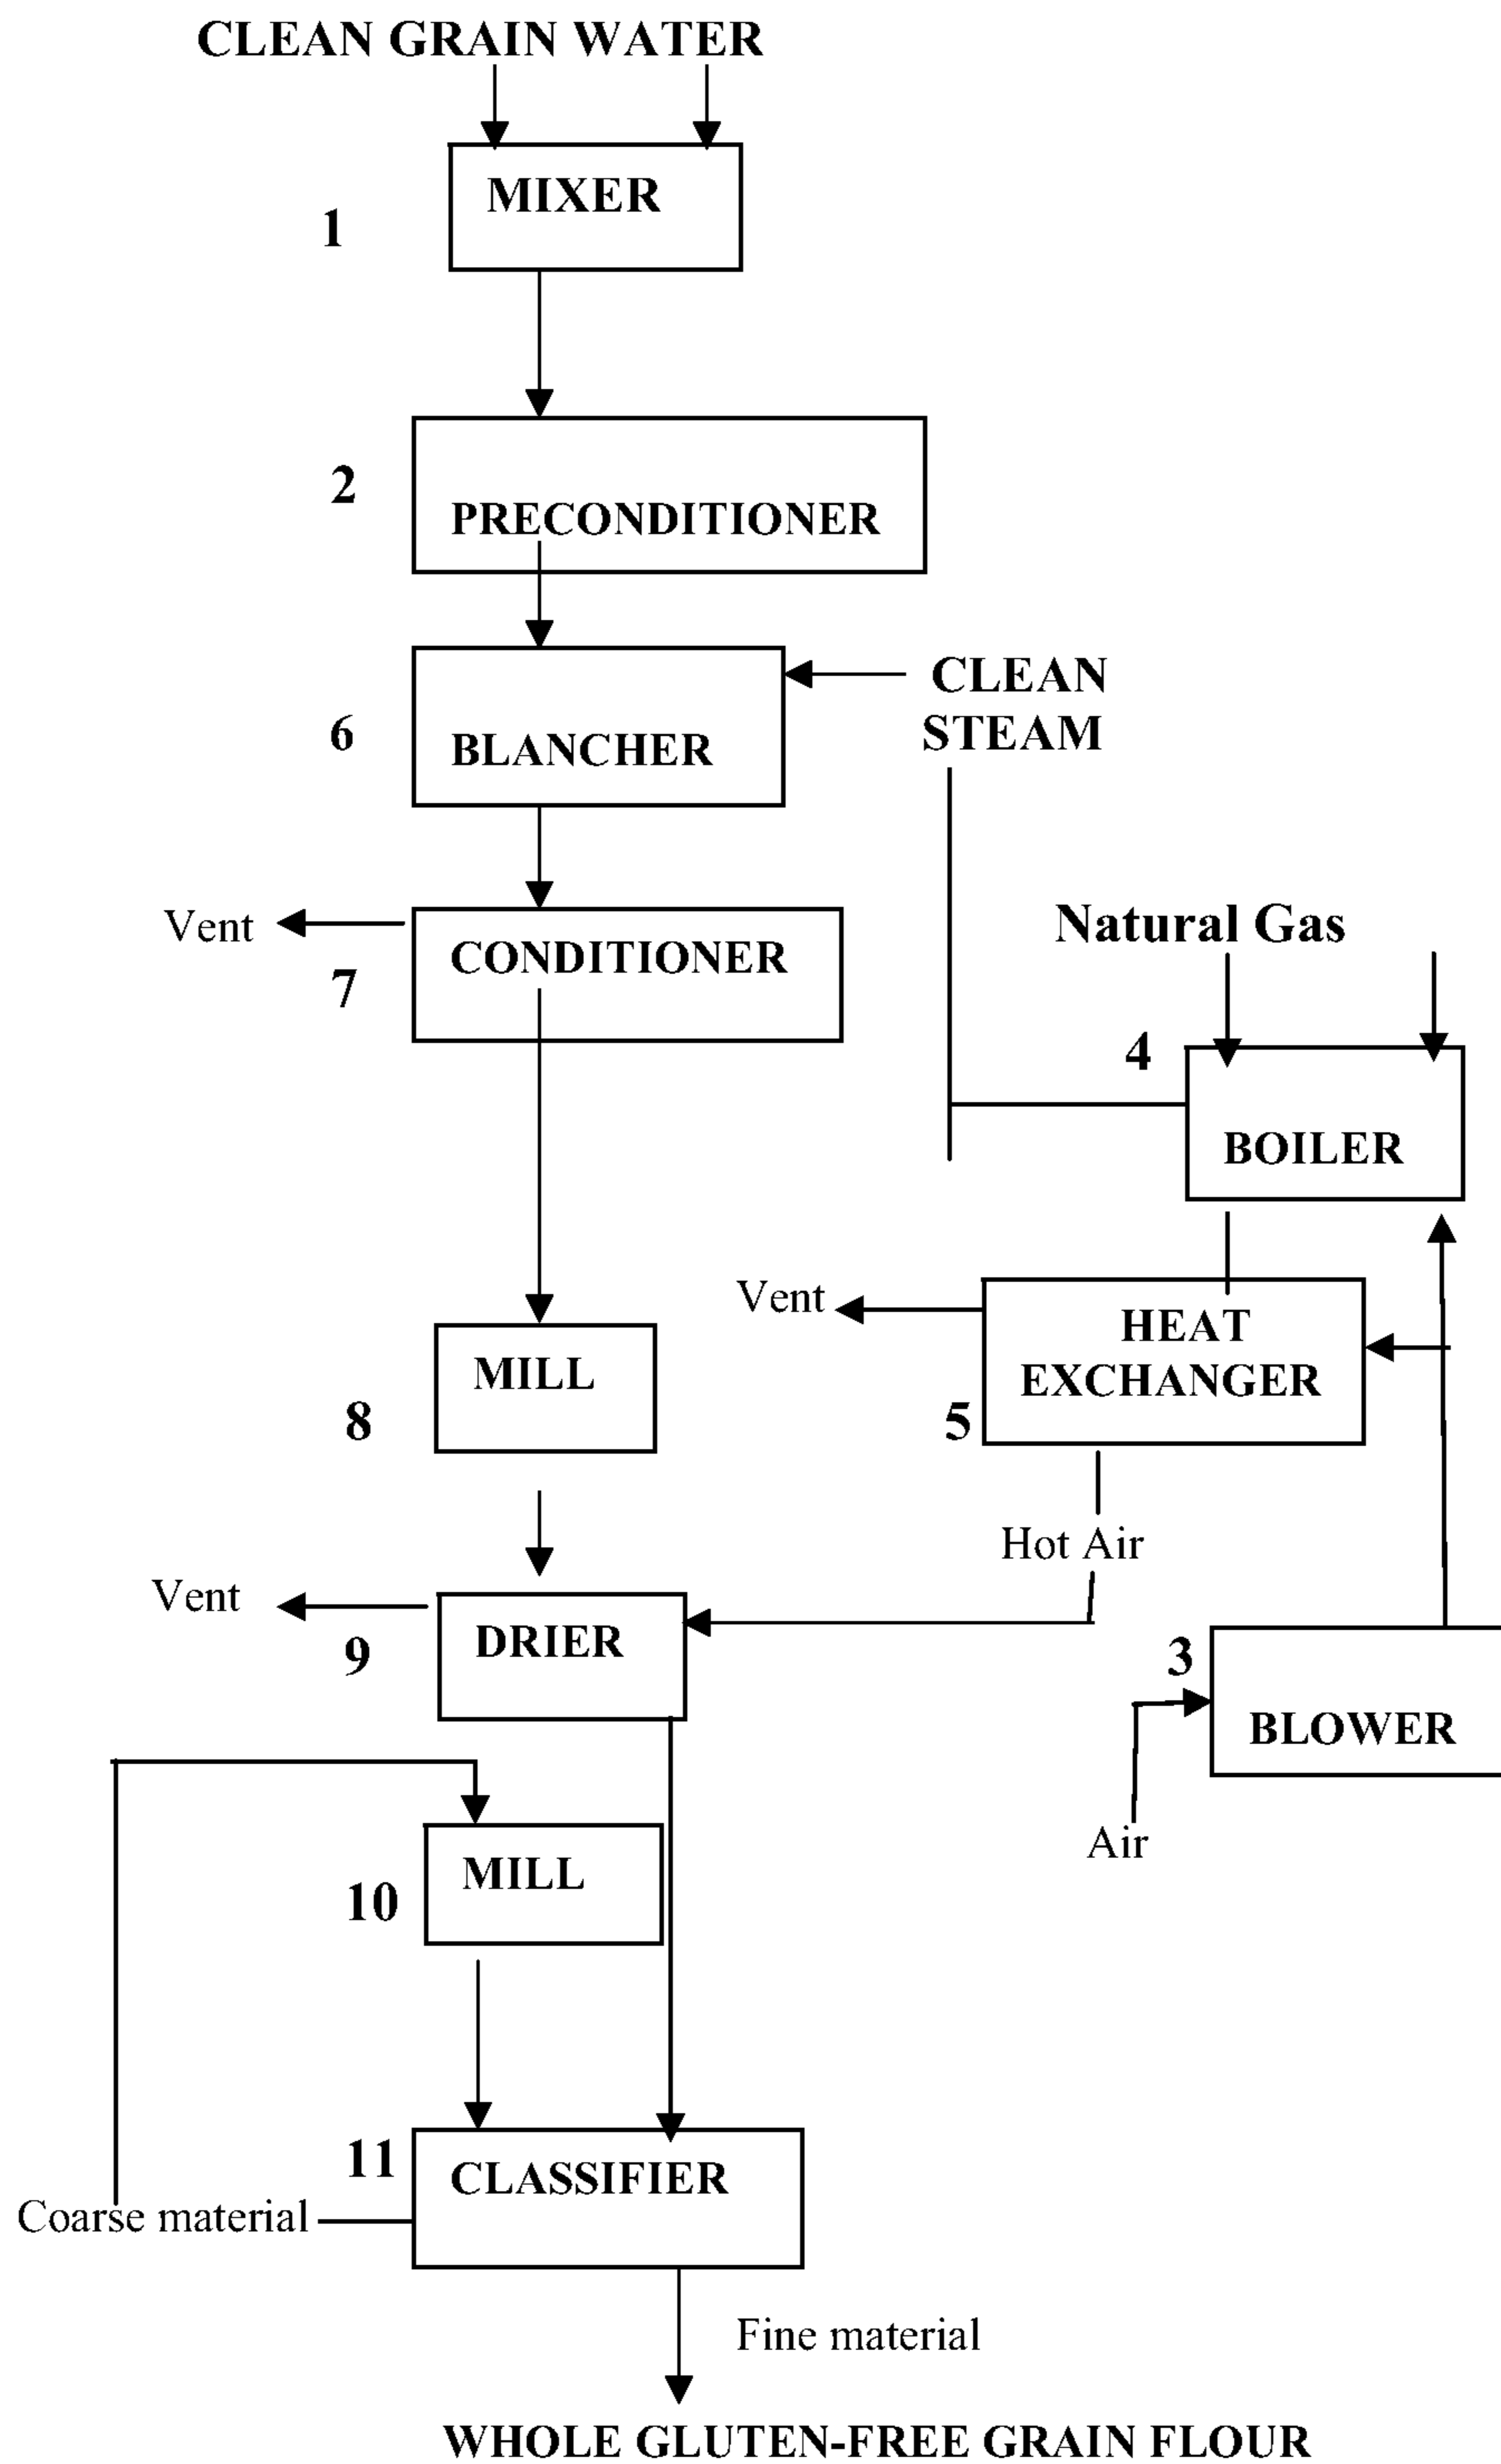 CLEAN GRAIN WATER
MIXER
1
2
PRECONDITIONER
CLEAN
STEAM
6
BLANCHER
Vent
CONDITIONER
7
Natural Gas
4
BOILER
Vent
HEAT
EXCHANGER
5
MILL
8
Hot Air
Vent
DRIER
9
3
BLOWER
Air
MILL
10
11
CLASSIFIER
Coarse material
Fine material
WHOLE GLUTEN-FREE GRAIN FLOUR